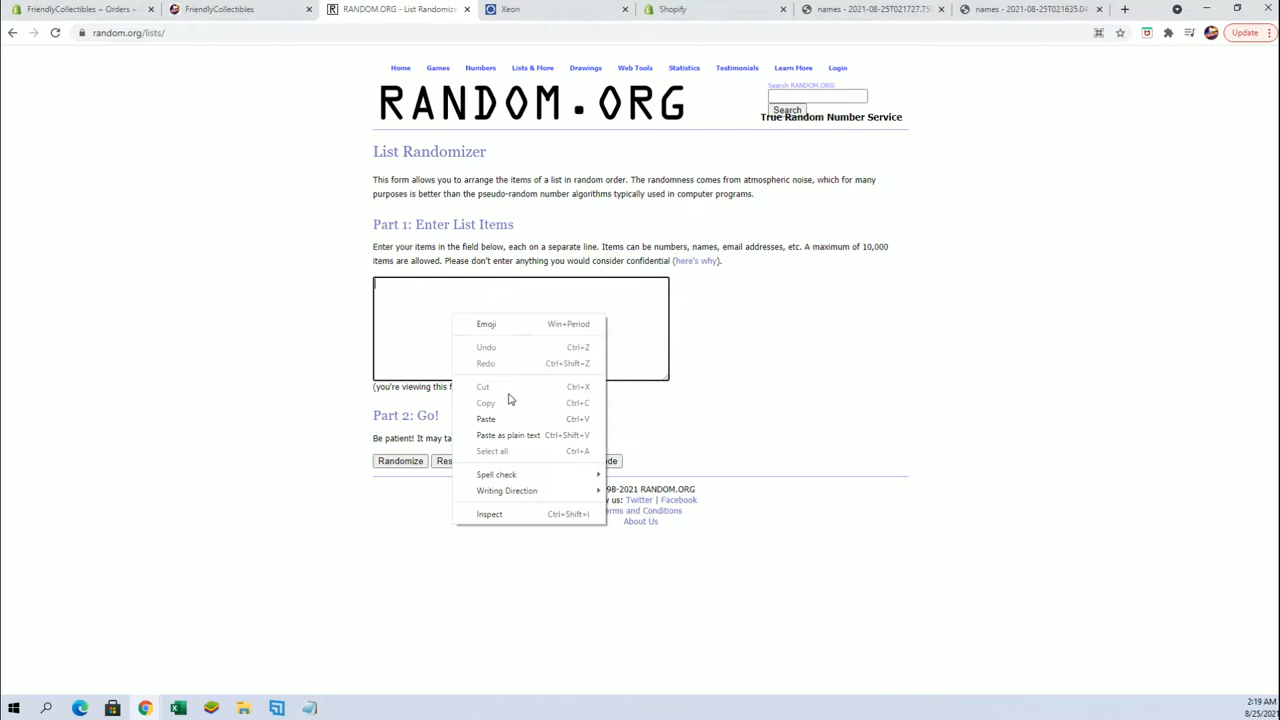 FriendlyCollectibles ~ Orders ~
FriendlyCollectibles
RANDOM.ORG - List Randomizer
Xeon
Shopify
names - 2021-08-25T021727.75
names - 2021-08-25T021635.04
random.org/lists/
Update
Home Games Numbers Lists & More Drawings Web Tools Statistics Testimonials Learn More Login
RANDOM.ORG
Search RANDOM.ORG
Search
True Random Number Service
List Randomizer
This form allows you to arrange the items of a list in random order. The randomness comes from atmospheric noise, which for many
purposes is better than the pseudo-random number algorithms typically used in computer programs.
Part 1: Enter List Items
Enter your items in the field below, each on a separate line. Items can be numbers, names, email addresses, etc. A maximum of 10,000
items are allowed. Please don't enter anything you would consider confidential (here's why).
Emoji Win+Period
Undo Ctrl+Z
Redo Ctrl+Shift+Z
Cut Ctrl+X
Copy Ctrl+C
Paste Ctrl+V
Paste as plain text Ctrl+Shift+V
Select all Ctrl+A
Spell check
Writing Direction
Inspect Ctrl+Shift+I
(you're viewing this f
Part 2: Go!
Be patient! It may ta
Randomize Res de
98-2021 RANDOM.ORG
w us: Twitter | Facebook
erms and Conditions
About Us
2:19 AM
8/25/2021